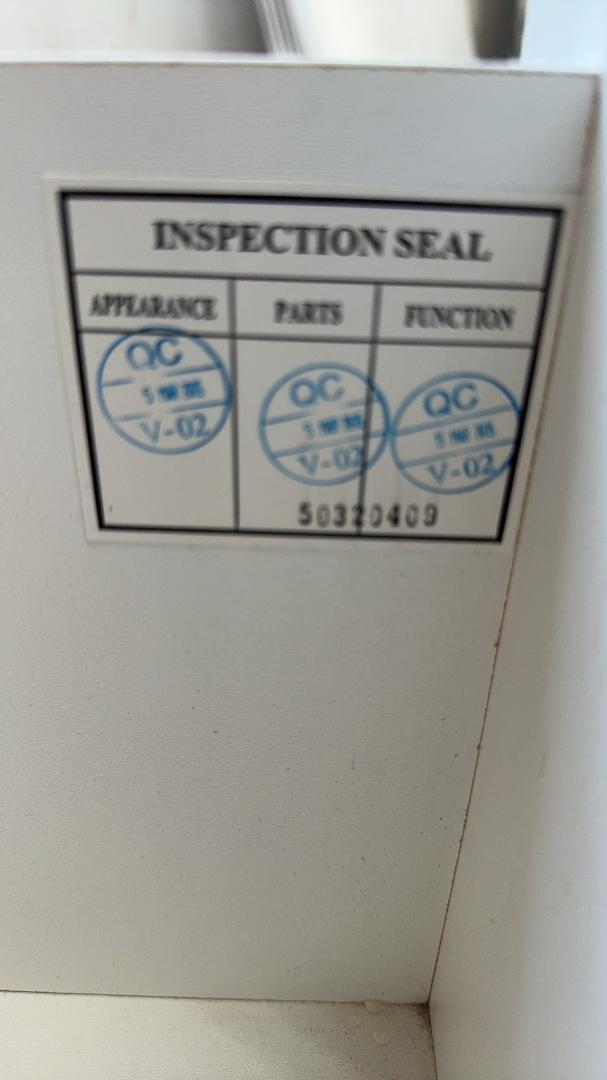 INSPECTION SEAL
APPEARANCE PARTS FUNCTION
QC
V-02
QC
V-02
QC
V-02
50320409